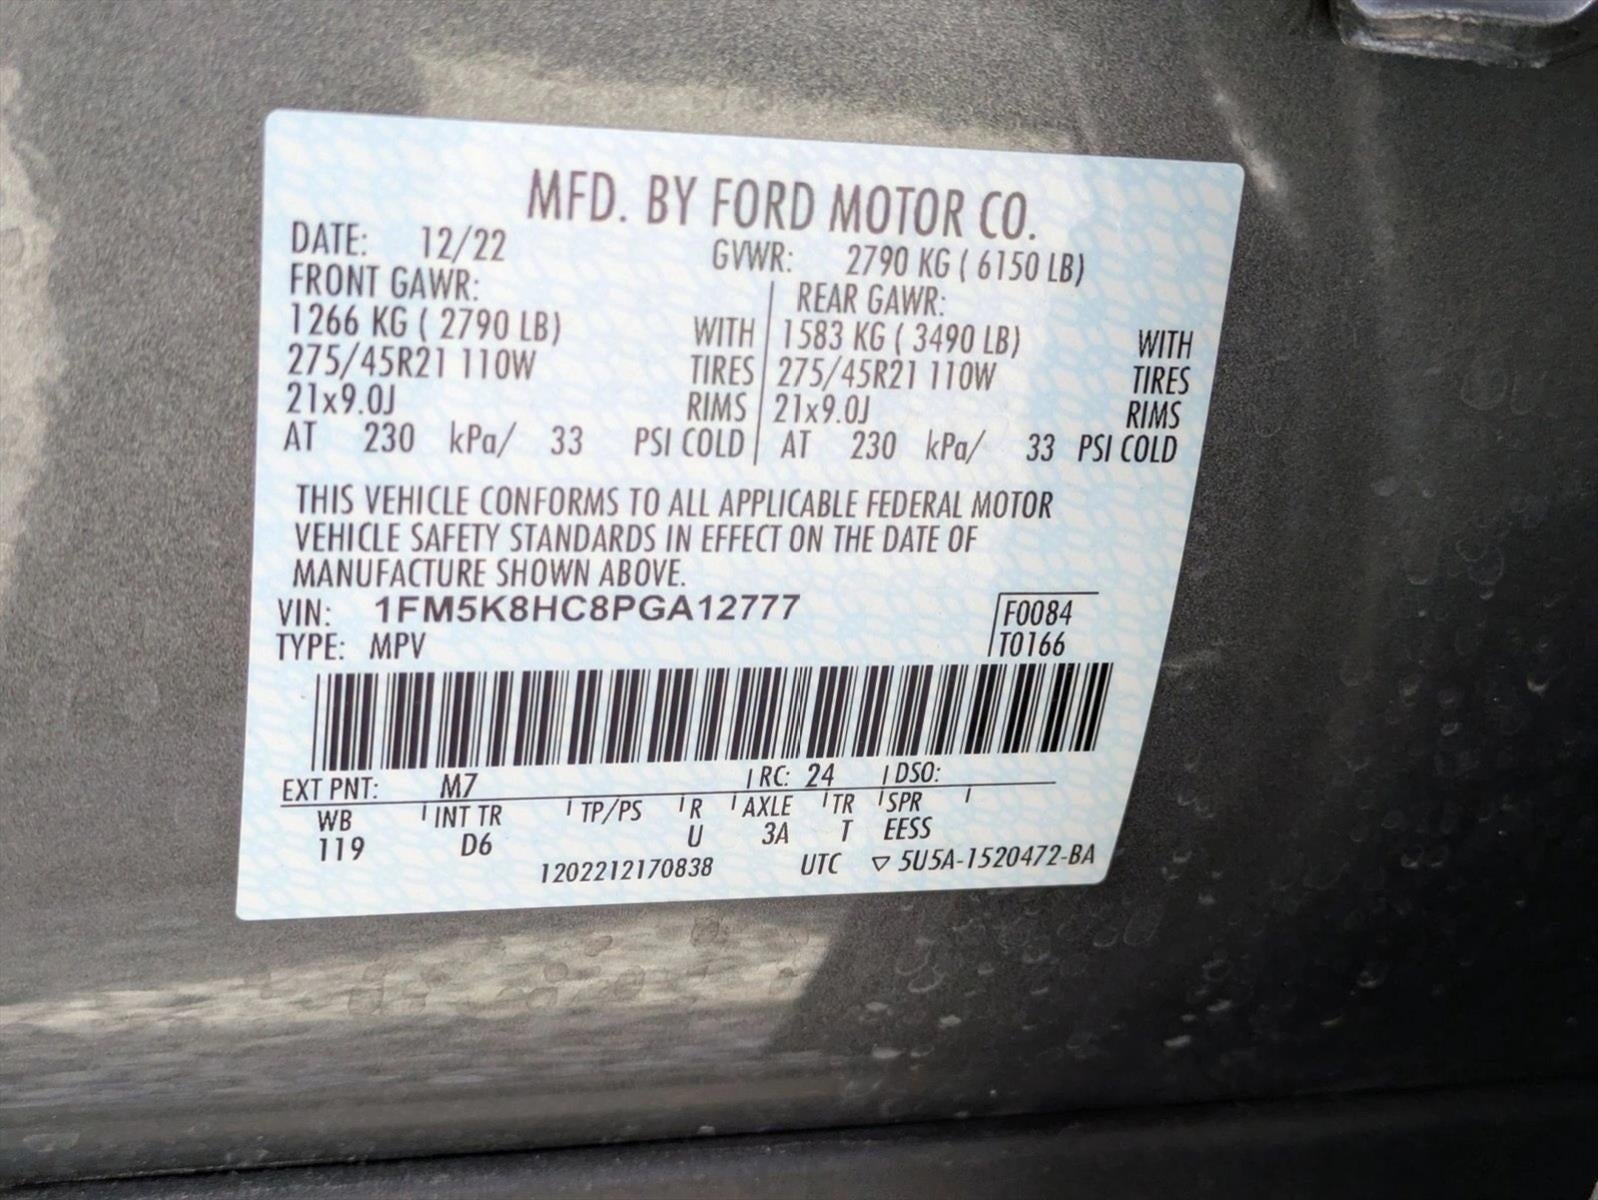 MFD. BY FORD MOTOR CO.
DATE: 12/22 GVWR: 2790 KG ( 6150 LB)
FRONT GAWR: REAR GAWR:
1266 KG ( 2790 LB) WITH 1583 KG ( 3490 LB) WITH
275/45R21 110W TIRES 275/45R21 110W TIRES
21x9.0J RIMS 21x9.0J RIMS
AT 230 kPa/ 33 PSI COLD AT 230 kPa/ 33 PSI COLD
THIS VEHICLE CONFORMS TO ALL APPLICABLE FEDERAL MOTOR
VEHICLE SAFETY STANDARDS IN EFFECT ON THE DATE OF
MANUFACTURE SHOWN ABOVE.
VIN: 1FM5K8HC8PGA12777 F0084
TYPE: MPV T0166
EXT PNT: M7 RC: 24 DSO:
WB INT TR TP/PS R AXLE TR SPR
119 D6 U 3A T EESS
1202212170838 UTC ▽ 5U5A-1520472-BA